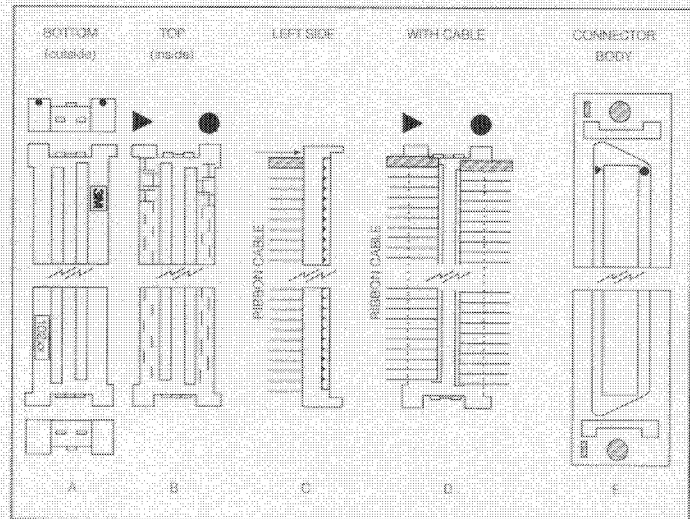 BOTTOM
(outside)
TOP
(inside)
LEFT SIDE
WITH CABLE
CONNECTOR
BODY
3M
RIBBON CABLE
RIBBON CABLE
A
B
C
D
E